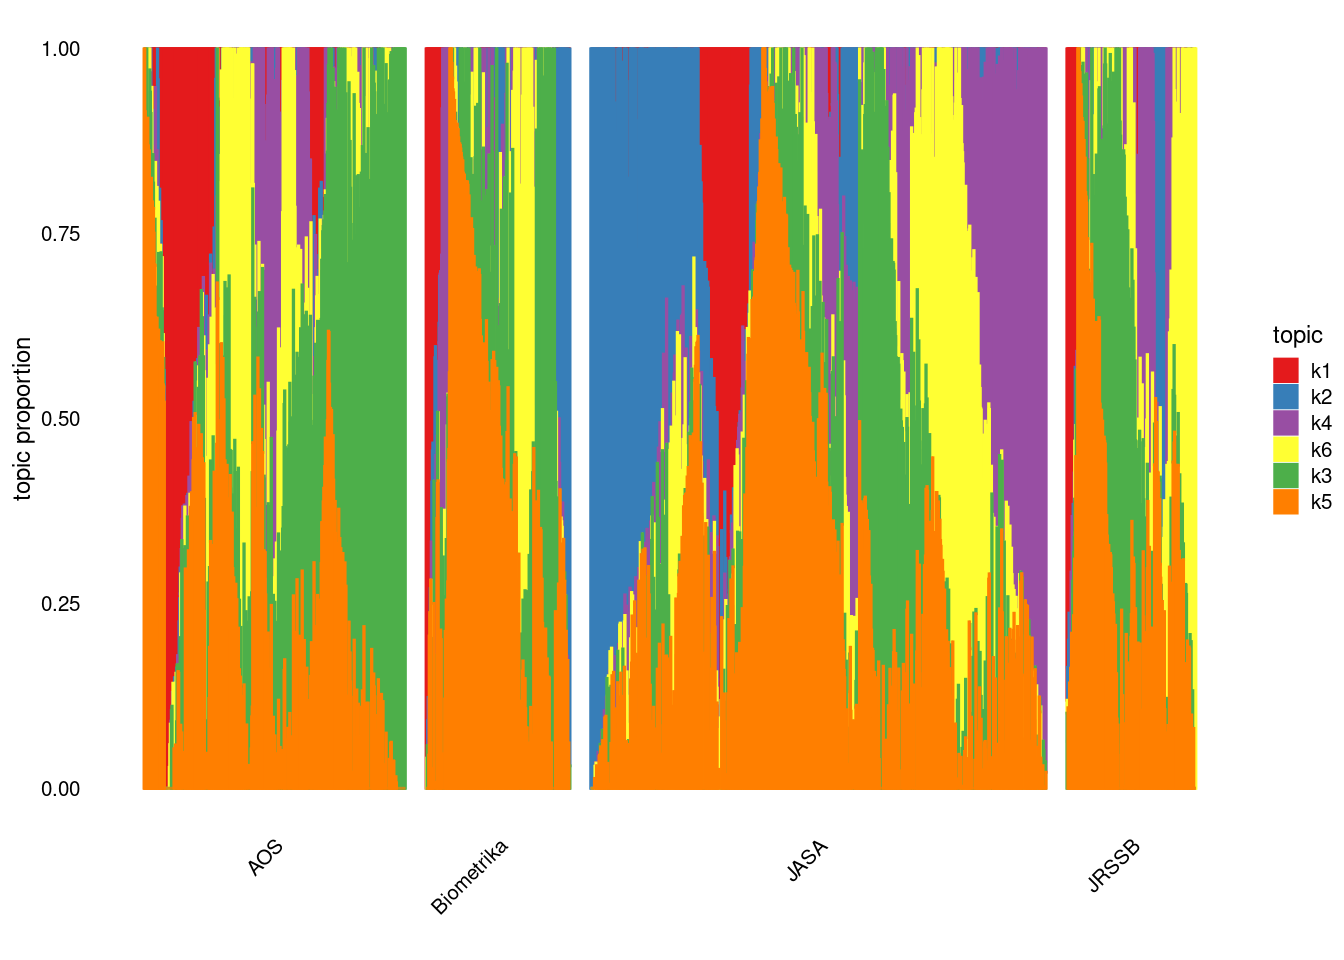 1.00
0.75
0.50
0.25
0.00
topic proportion
AOS
Biometrika
JASA
JRSSB
topic
k1
k2
k4
k6
k3
k5